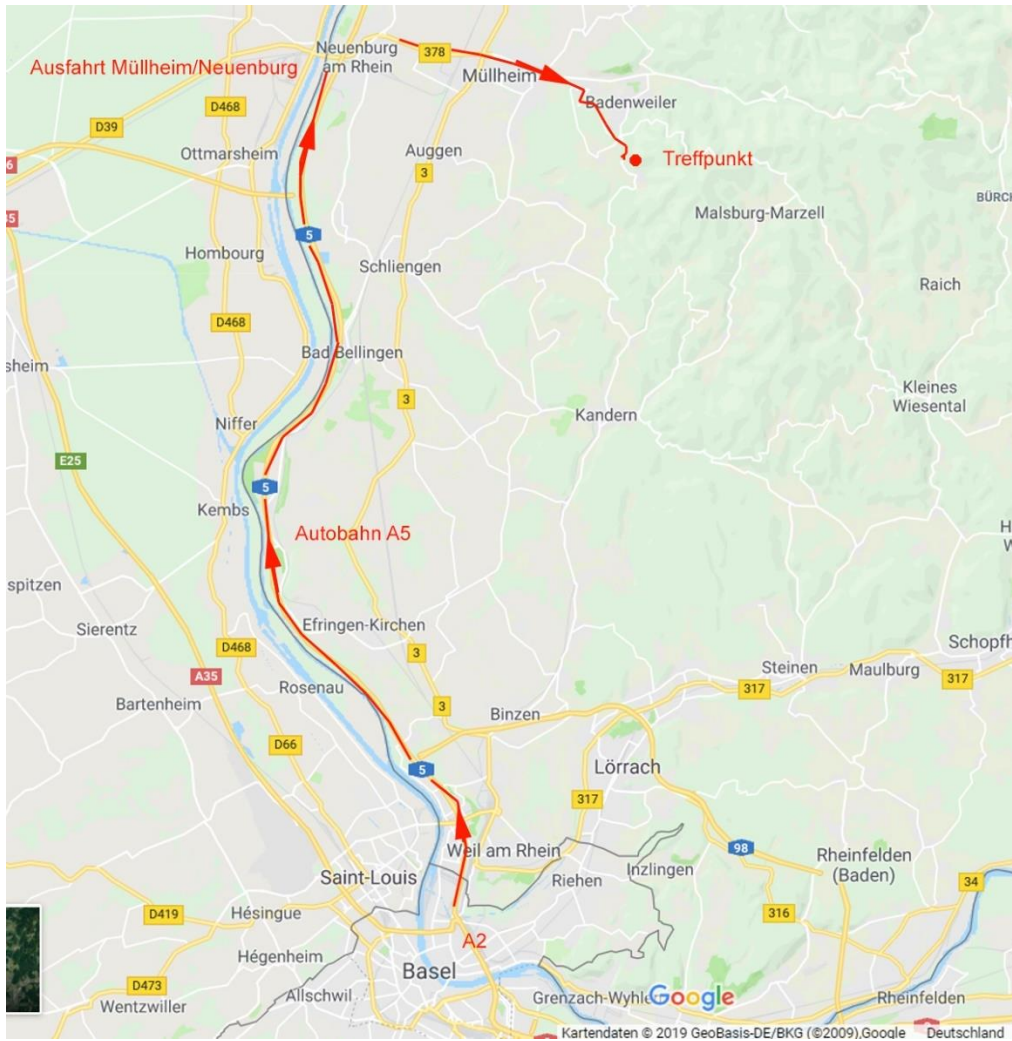 Neuenburg
am Rhein
378
Ausfahrt Müllheim/Neuenburg
Müllheim
Badenweiler
D468
D39
Ottmarsheim
Auggen
Treffpunkt
3
Malsburg-Marzell
BÜRCH
5
Hombourg
Schliengen
Raich
D468
sheim
Bad Bellingen
Kleines
Wiesental
3
Niffer
Kandern
E25
5
Kembs
Autobahn A5
spitzen
Sierentz
Efringen-Kirchen
D468
3
Schopfh
Steinen
Maulburg
A35
Rosenau
317
317
Bartenheim
3
Binzen
D66
5
Lörrach
317
98
Weil am Rhein
Inzlingen
Rheinfelden
(Baden)
Saint-Louis
Riehen
34
D419
Hésingue
316
A2
Hégenheim
Basel
D473
Allschwil
Grenzach-Wyhle
Google
Rheinfelden
Wentzwiller
Kartendaten © 2019 GeoBasis-DE/BKG (©2009),Google Deutschland